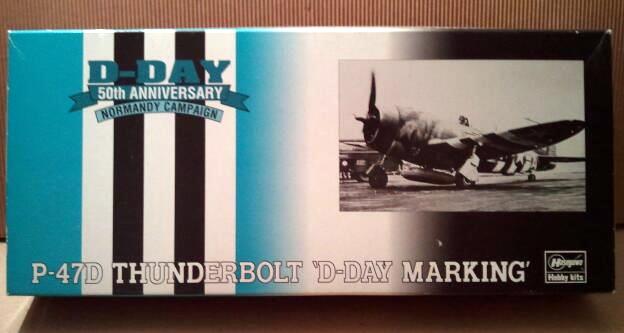 D-DAY
50th ANNIVERSARY
NORMANDY CAMPAIGN
P-47D THUNDERBOLT 'D-DAY MARKING'
Hasegawa
Hobby kits